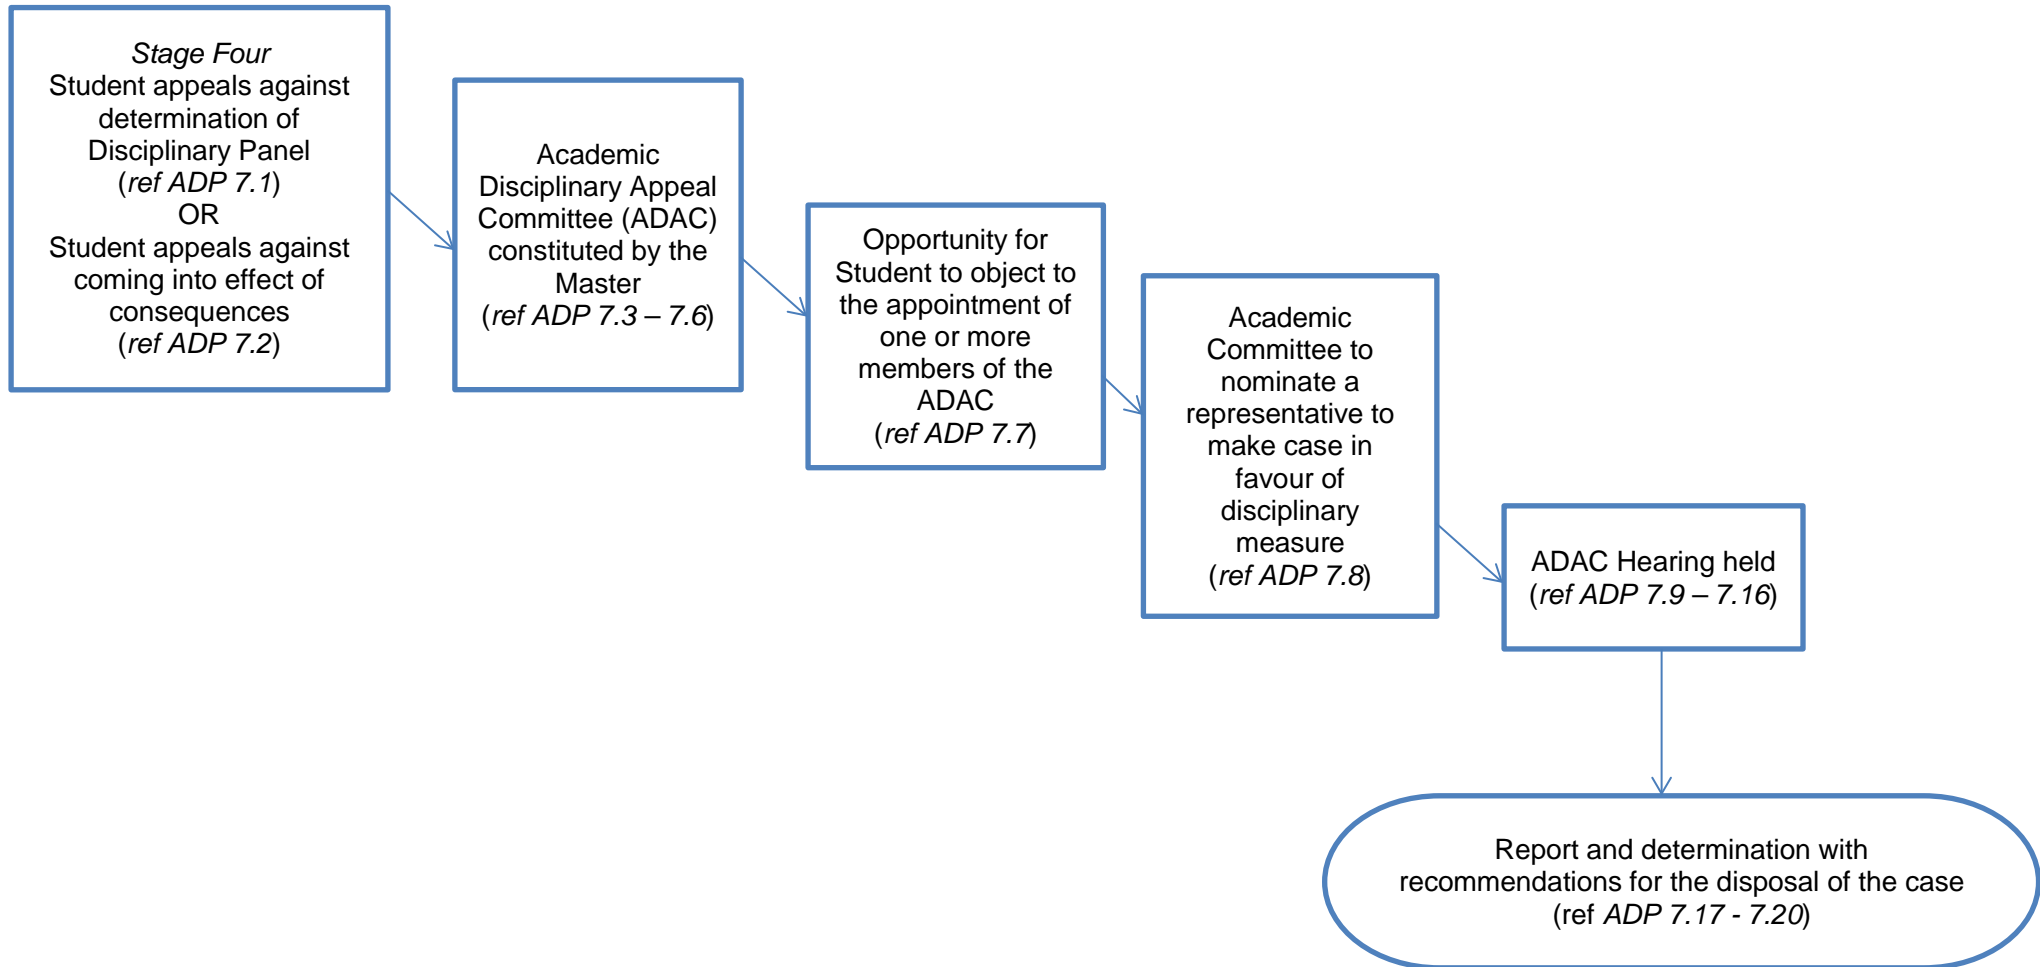 Stage Four
Student appeals against
determination of
Disciplinary Panel
(ref ADP 7.1)
OR
Student appeals against
coming into effect of
consequences
(ref ADP 7.2)
Academic
Disciplinary Appeal
Committee (ADAC)
constituted by the
Master
(ref ADP 7.3 – 7.6)
Opportunity for
Student to object to
the appointment of
one or more
members of the
ADAC
(ref ADP 7.7)
Academic
Committee to
nominate a
representative to
make case in
favour of
disciplinary
measure
(ref ADP 7.8)
ADAC Hearing held
(ref ADP 7.9 – 7.16)
Report and determination with
recommendations for the disposal of the case
(ref ADP 7.17 - 7.20)